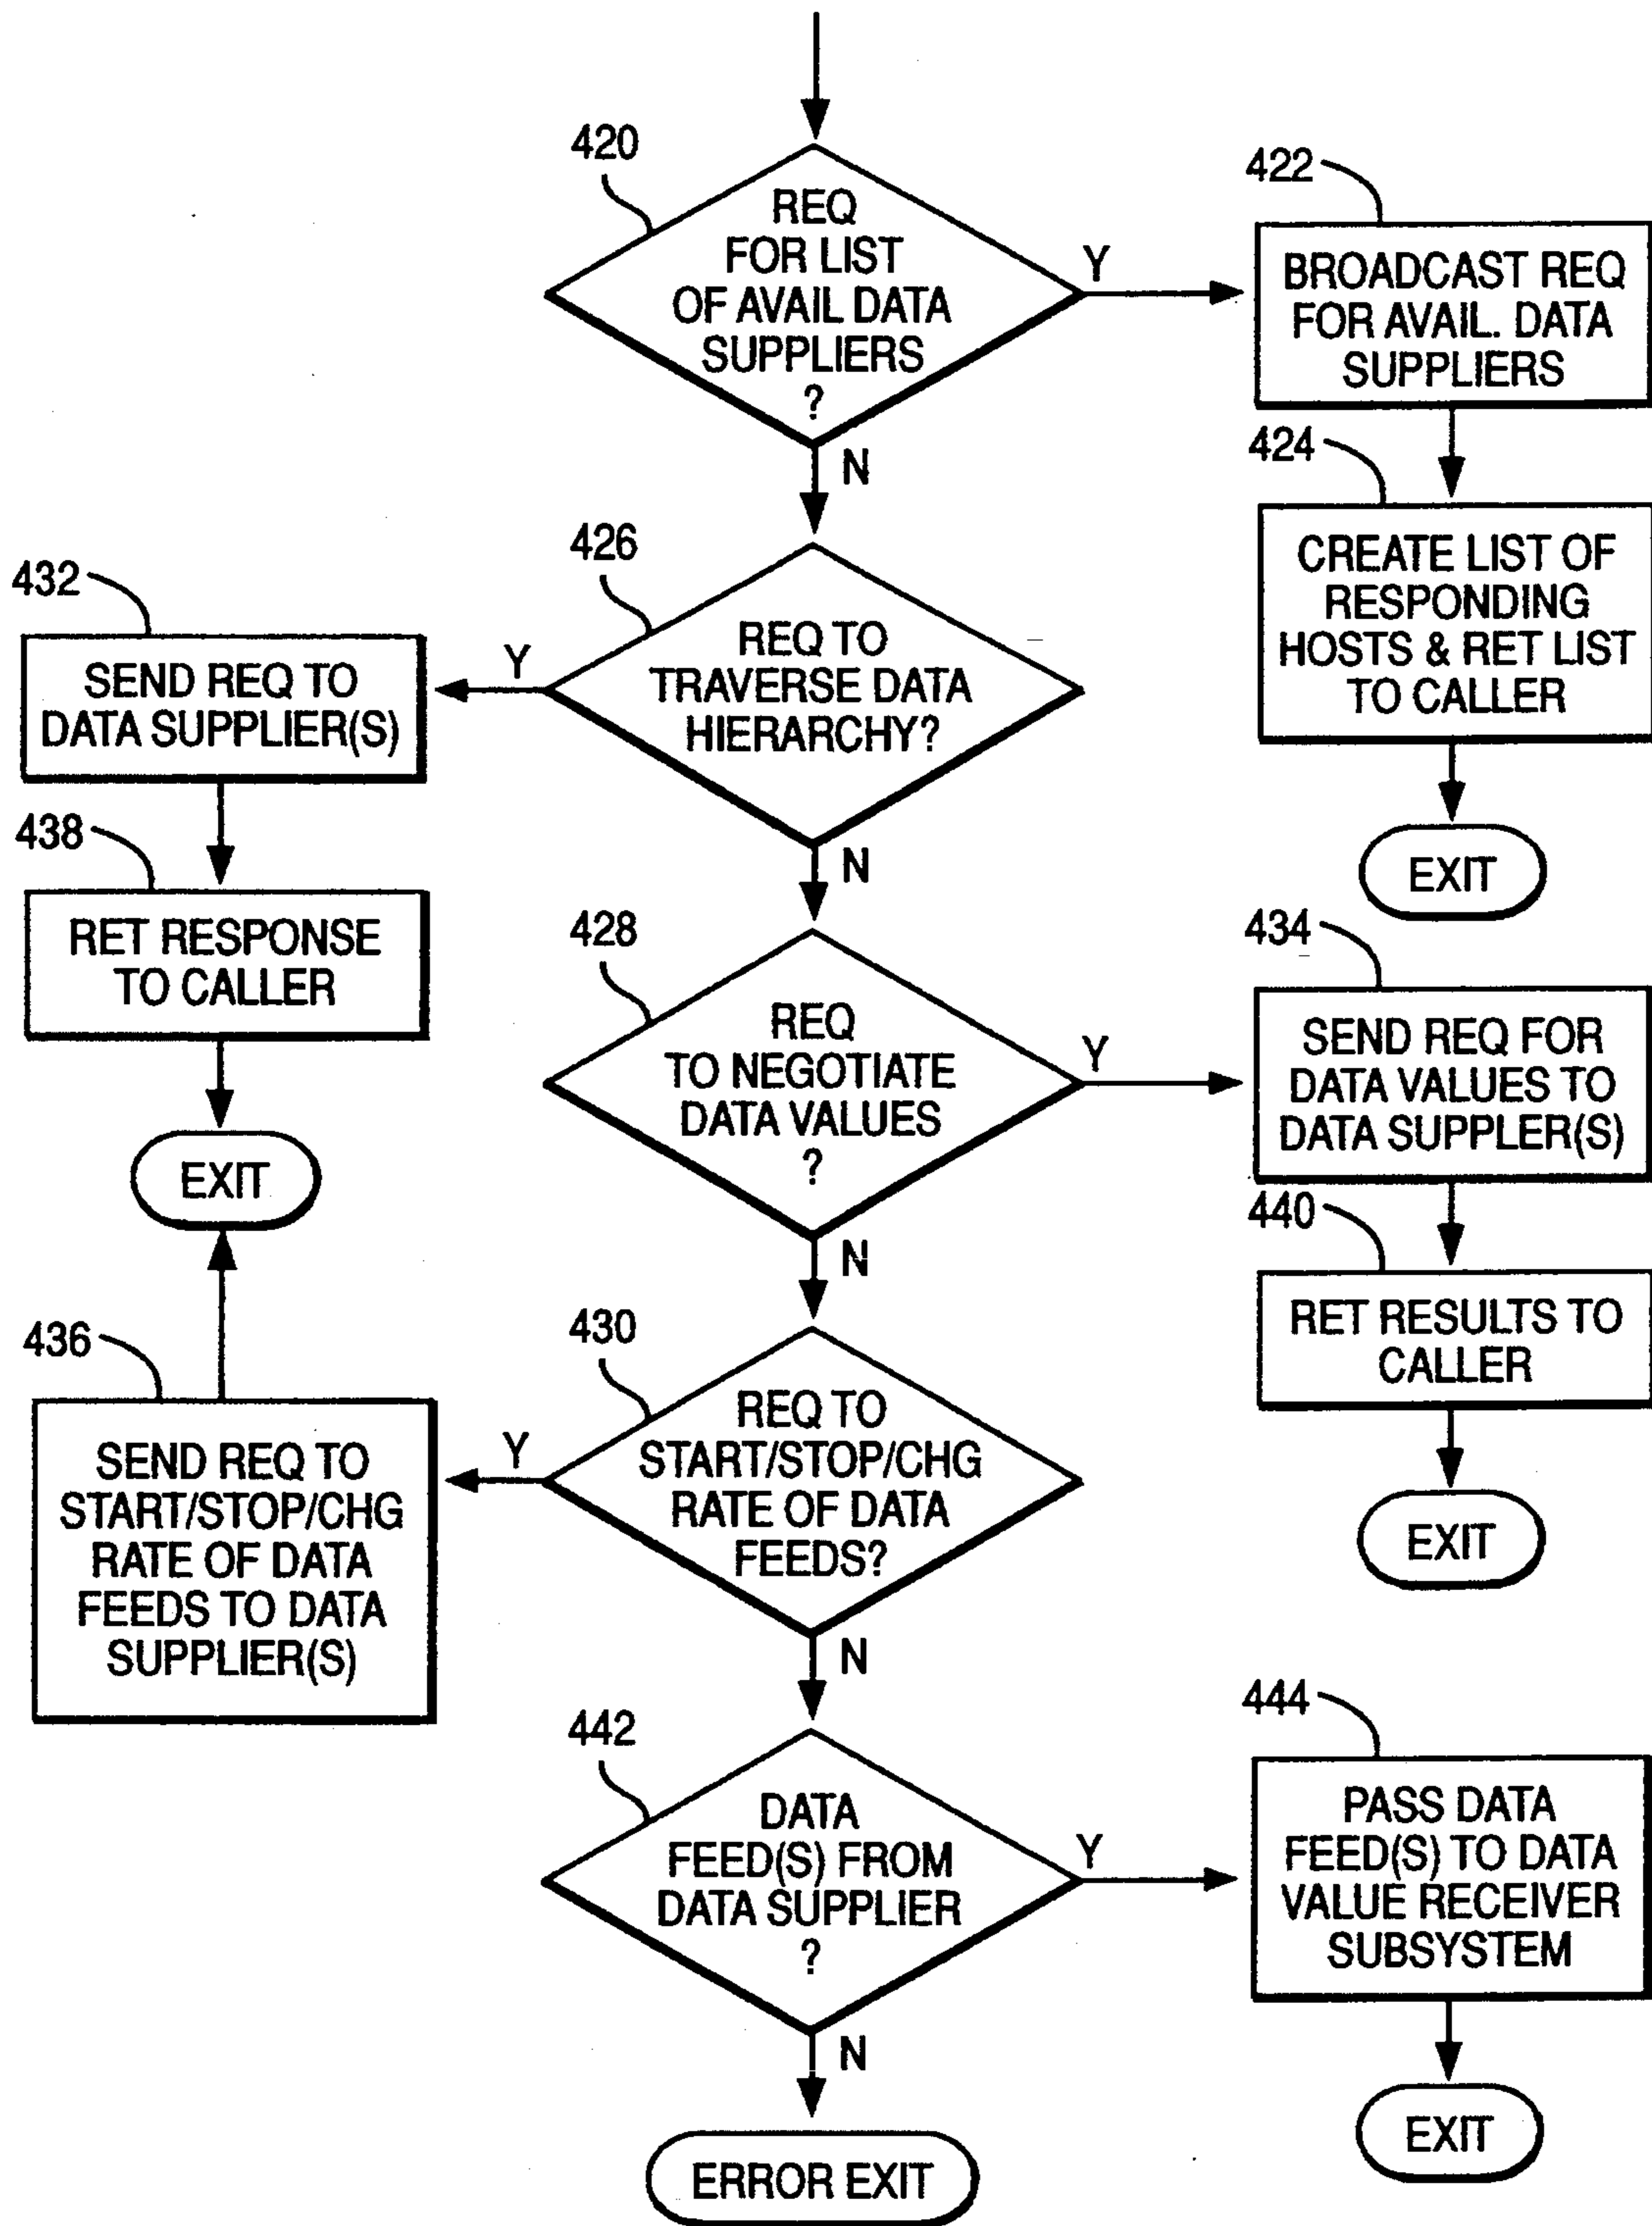 420
REQ
FOR LIST
OF AVAIL DATA
SUPPLIERS
?
Y
N
422
BROADCAST REQ
FOR AVAIL. DATA
SUPPLIERS
424
CREATE LIST OF
RESPONDING
HOSTS & RET LIST
TO CALLER
EXIT
426
REQ TO
TRAVERSE DATA
HIERARCHY?
Y
N
432
SEND REQ TO
DATA SUPPLIER(S)
438
RET RESPONSE
TO CALLER
EXIT
428
REQ
TO NEGOTIATE
DATA VALUES
?
Y
N
434
SEND REQ FOR
DATA VALUES TO
DATA SUPPLER(S)
440
RET RESULTS TO
CALLER
EXIT
430
REQ TO
START/STOP/CHG
RATE OF DATA
FEEDS?
Y
N
436
SEND REQ TO
START/STOP/CHG
RATE OF DATA
FEEDS TO DATA
SUPPLIER(S)
442
DATA
FEED(S) FROM
DATA SUPPLIER
?
Y
N
444
PASS DATA
FEED(S) TO DATA
VALUE RECEIVER
SUBSYSTEM
EXIT
ERROR EXIT